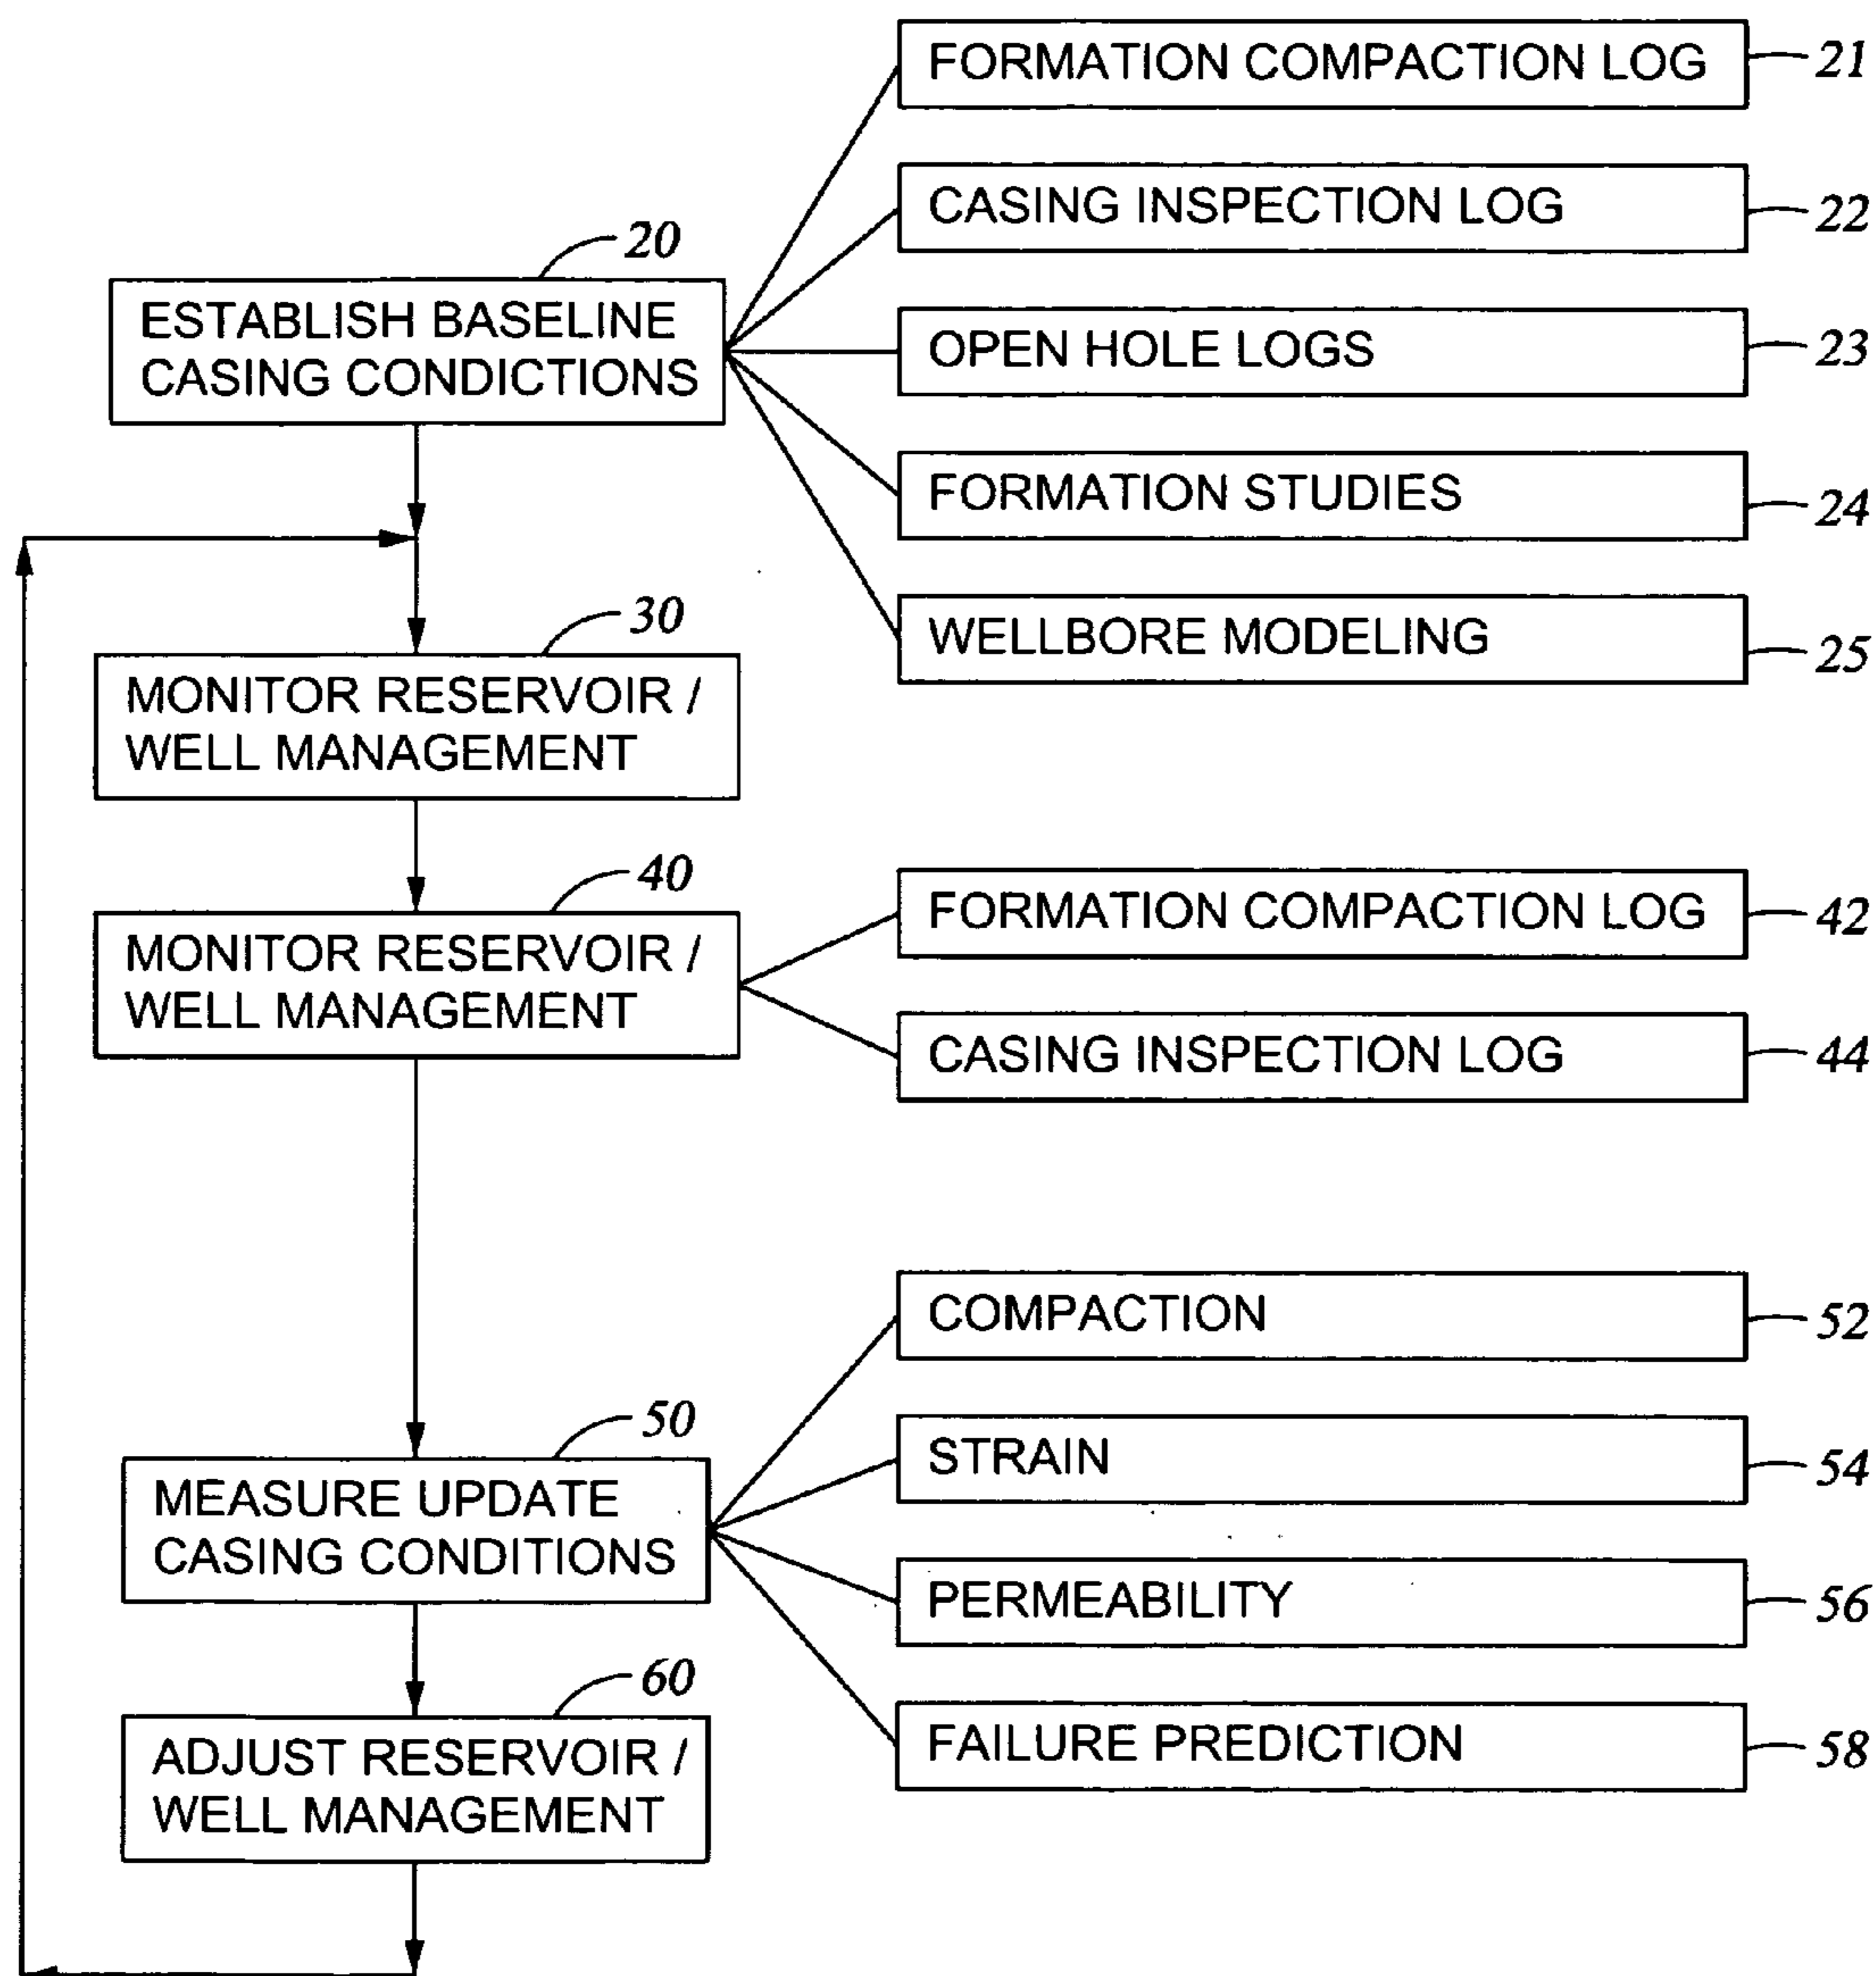 FORMATION COMPACTION LOG
21
CASING INSPECTION LOG
22
20
ESTABLISH BASELINE
CASING CONDICTIONS
OPEN HOLE LOGS
23
FORMATION STUDIES
24
WELLBORE MODELING
25
30
MONITOR RESERVOIR /
WELL MANAGEMENT
40
MONITOR RESERVOIR /
WELL MANAGEMENT
FORMATION COMPACTION LOG
42
CASING INSPECTION LOG
44
50
MEASURE UPDATE
CASING CONDITIONS
COMPACTION
52
STRAIN
54
PERMEABILITY
56
FAILURE PREDICTION
58
60
ADJUST RESERVOIR /
WELL MANAGEMENT